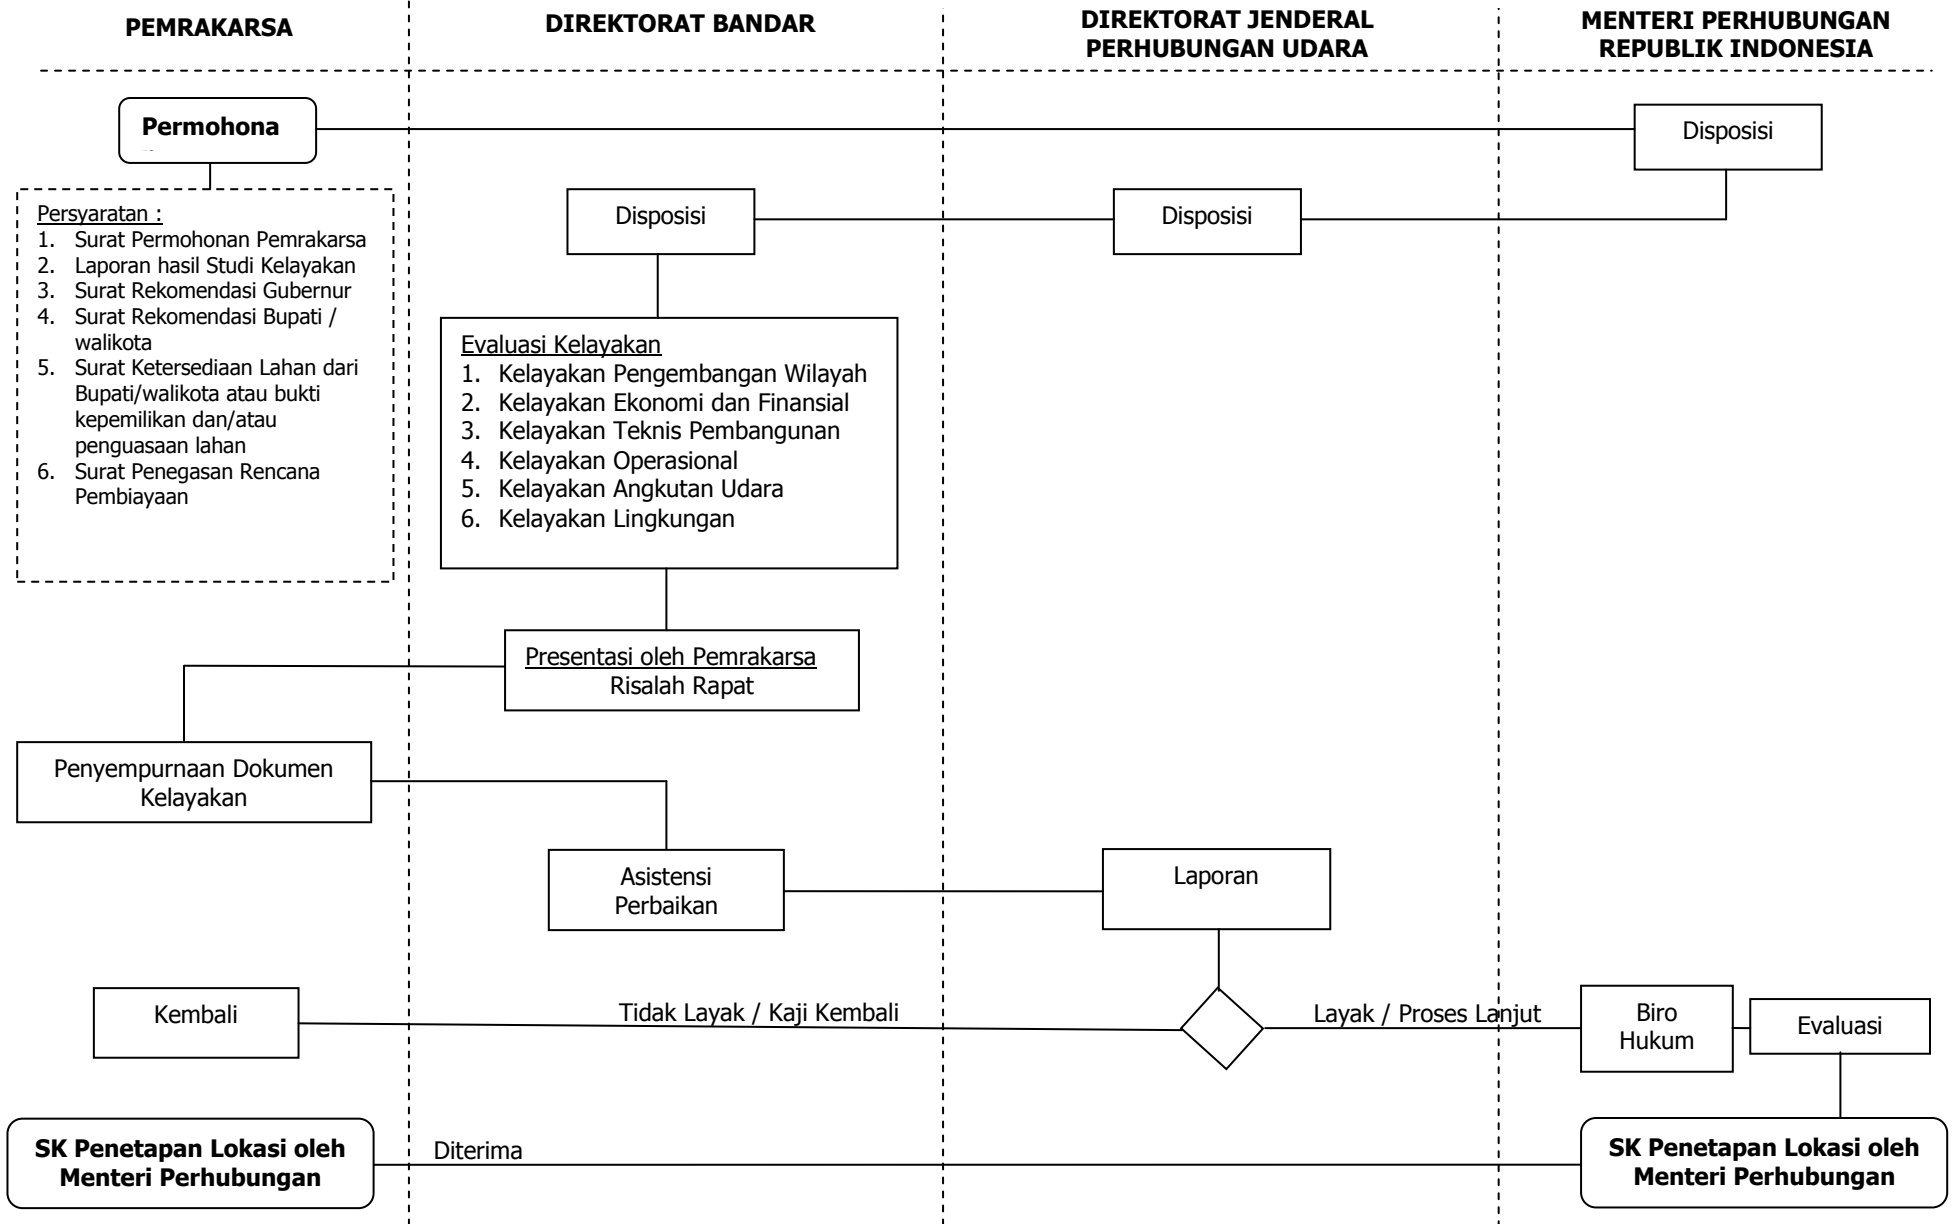 PEMRAKARSA
DIREKTORAT BANDAR
DIREKTORAT JENDERAL
PERHUBUNGAN UDARA
MENTERI PERHUBUNGAN
REPUBLIK INDONESIA
Permohona
Disposisi
Persyaratan :
1. Surat Permohonan Pemrakarsa
2. Laporan hasil Studi Kelayakan
3. Surat Rekomendasi Gubernur
4. Surat Rekomendasi Bupati /
walikota
5. Surat Ketersediaan Lahan dari
Bupati/walikota atau bukti
kepemilikan dan/atau
penguasaan lahan
6. Surat Penegasan Rencana
Pembiayaan
Disposisi
Disposisi
Evaluasi Kelayakan
1. Kelayakan Pengembangan Wilayah
2. Kelayakan Ekonomi dan Finansial
3. Kelayakan Teknis Pembangunan
4. Kelayakan Operasional
5. Kelayakan Angkutan Udara
6. Kelayakan Lingkungan
Presentasi oleh Pemrakarsa
Risalah Rapat
Penyempurnaan Dokumen
Kelayakan
Asistensi
Perbaikan
Laporan
Kembali
Tidak Layak / Kaji Kembali
Layak / Proses Lanjut
Biro
Hukum
Evaluasi
SK Penetapan Lokasi oleh
Menteri Perhubungan
Diterima
SK Penetapan Lokasi oleh
Menteri Perhubungan